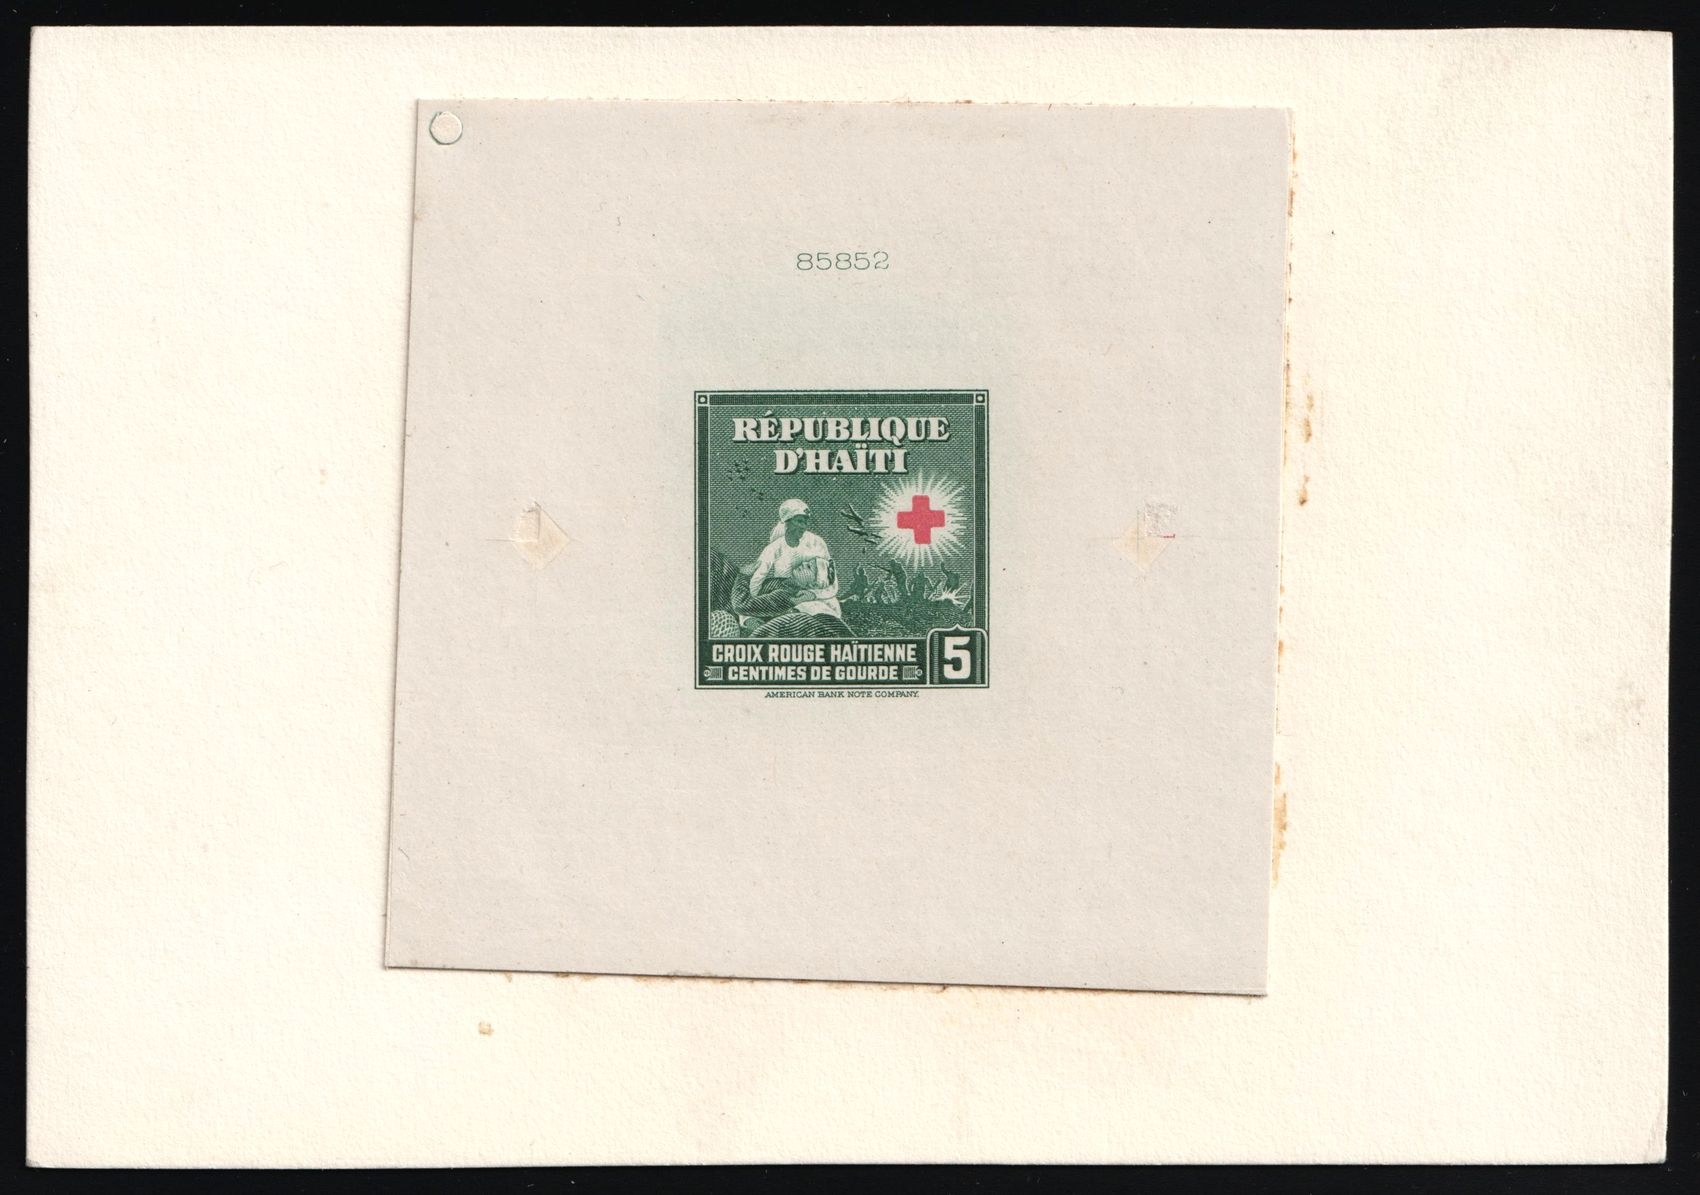 85852
RÉPUBLIQUE
D'HAÏTI
CROIX ROUGE HAÏTIENNE
CENTIMES DE GOURDE
5
AMERICAN BANK NOTE COMPANY.